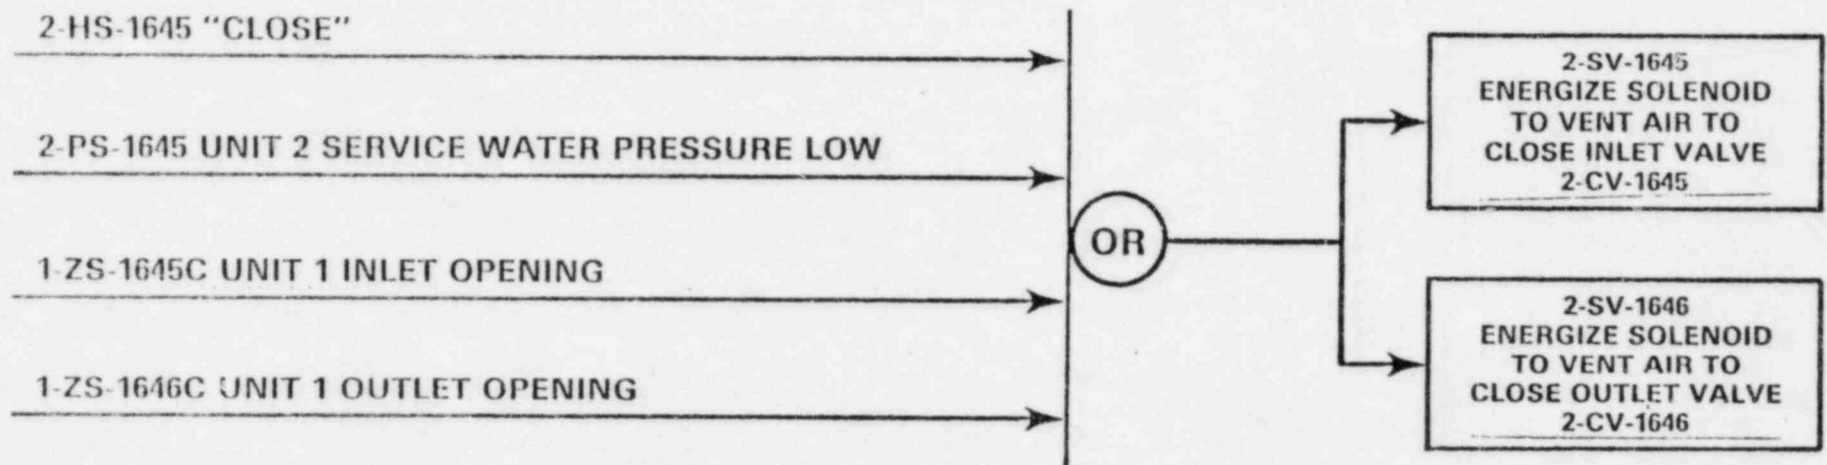 2-HS-1645 "CLOSE"
2-PS-1645 UNIT 2 SERVICE WATER PRESSURE LOW
1-ZS-1645C UNIT 1 INLET OPENING
1-ZS-1646C UNIT 1 OUTLET OPENING
OR
2-SV-1645
ENERGIZE SOLENOID
TO VENT AIR TO
CLOSE INLET VALVE
2-CV-1645
2-SV-1646
ENERGIZE SOLENOID
TO VENT AIR TO
CLOSE OUTLET VALVE
2-CV-1646